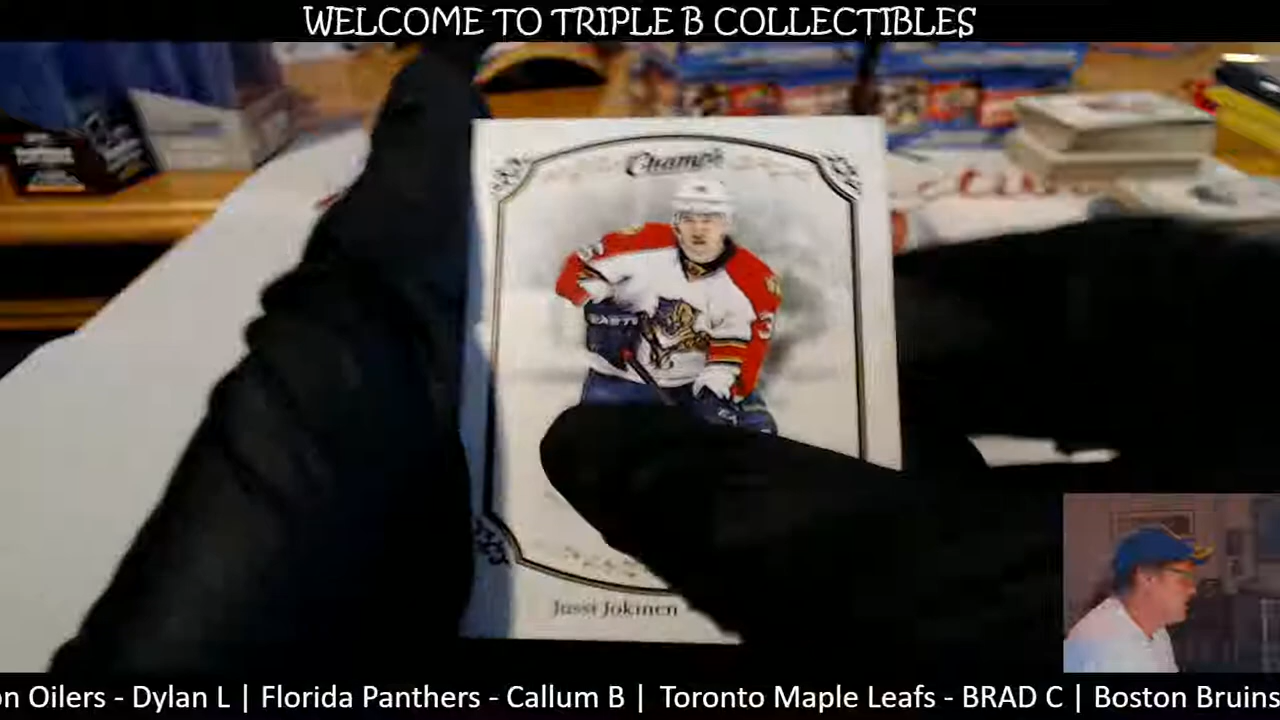 WELCOME TO TRIPLE B COLLECTIBLES
Champ's
EASTON
Jussi Jokinen
on Oilers - Dylan L | Florida Panthers - Callum B | Toronto Maple Leafs - BRAD C | Boston Bruins